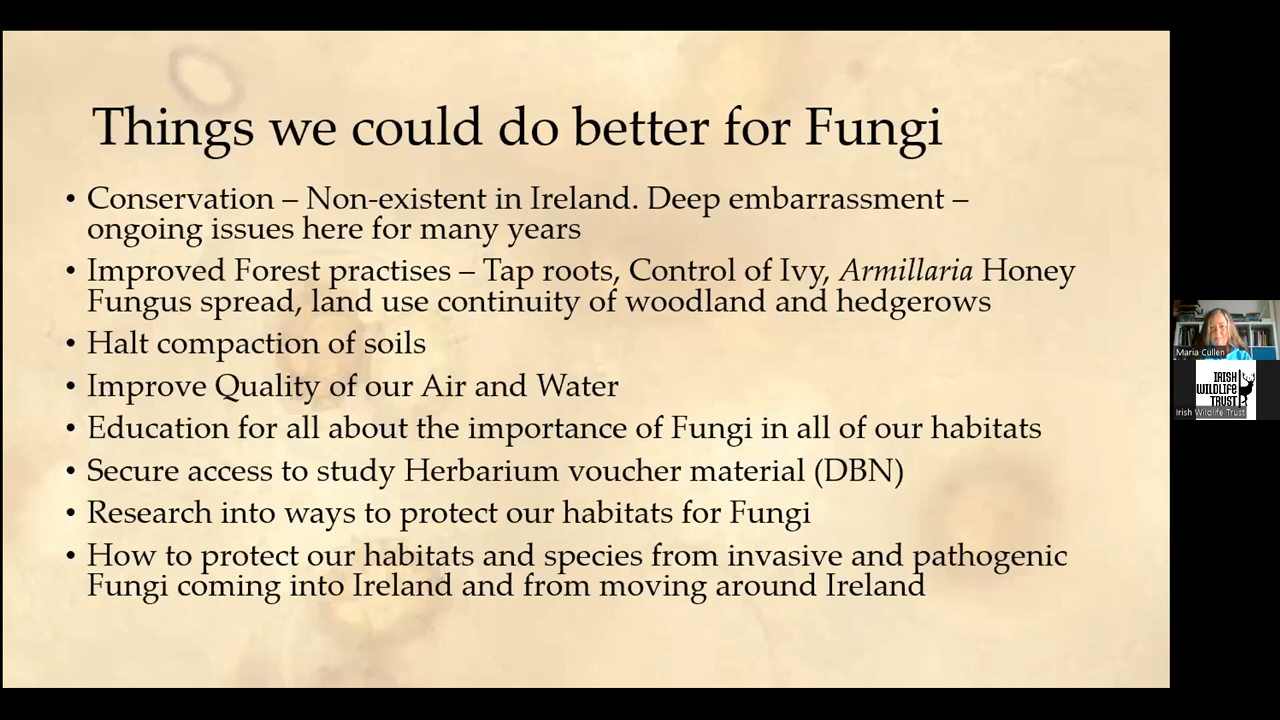 Things we could do better for Fungi
• Conservation – Non-existent in Ireland. Deep embarrassment –
ongoing issues here for many years
• Improved Forest practises – Tap roots, Control of Ivy, Armillaria Honey
Fungus spread, land use continuity of woodland and hedgerows
• Halt compaction of soils
• Improve Quality of our Air and Water
• Education for all about the importance of Fungi in all of our habitats
• Secure access to study Herbarium voucher material (DBN)
• Research into ways to protect our habitats for Fungi
• How to protect our habitats and species from invasive and pathogenic
Fungi coming into Ireland and from moving around Ireland
Maria Cullen
IRISH
WILDLIFE
TRUST
Irish Wildlife Trust